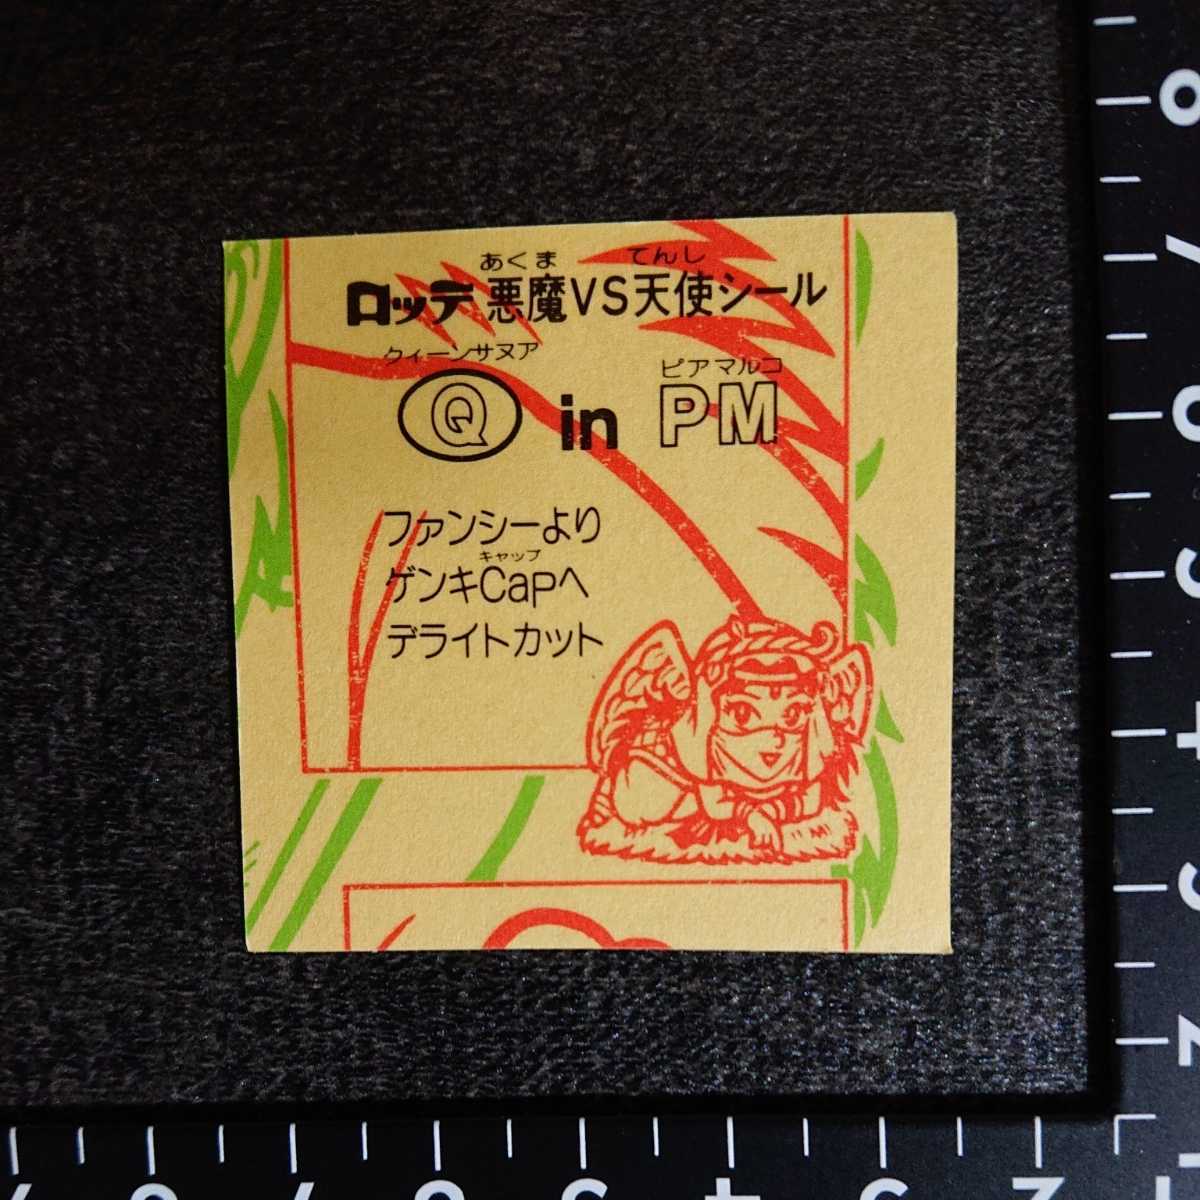 あくま てんし
ロッテ 悪魔VS天使シール
クィーンサヌア ピアマルコ
Q in PM
ファンシーより
キャップ
ゲンキCapへ
デライトカット